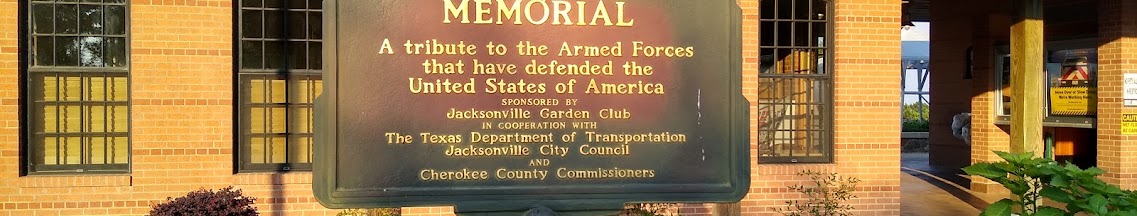 MEMORIAL
A tribute to the Armed Forces
that have defended the
United States of America
SPONSORED BY
Jacksonville Garden Club
IN COOPERATION WITH
The Texas Department of Transportation
Jacksonville City Council
AND
Cherokee County Commissioners